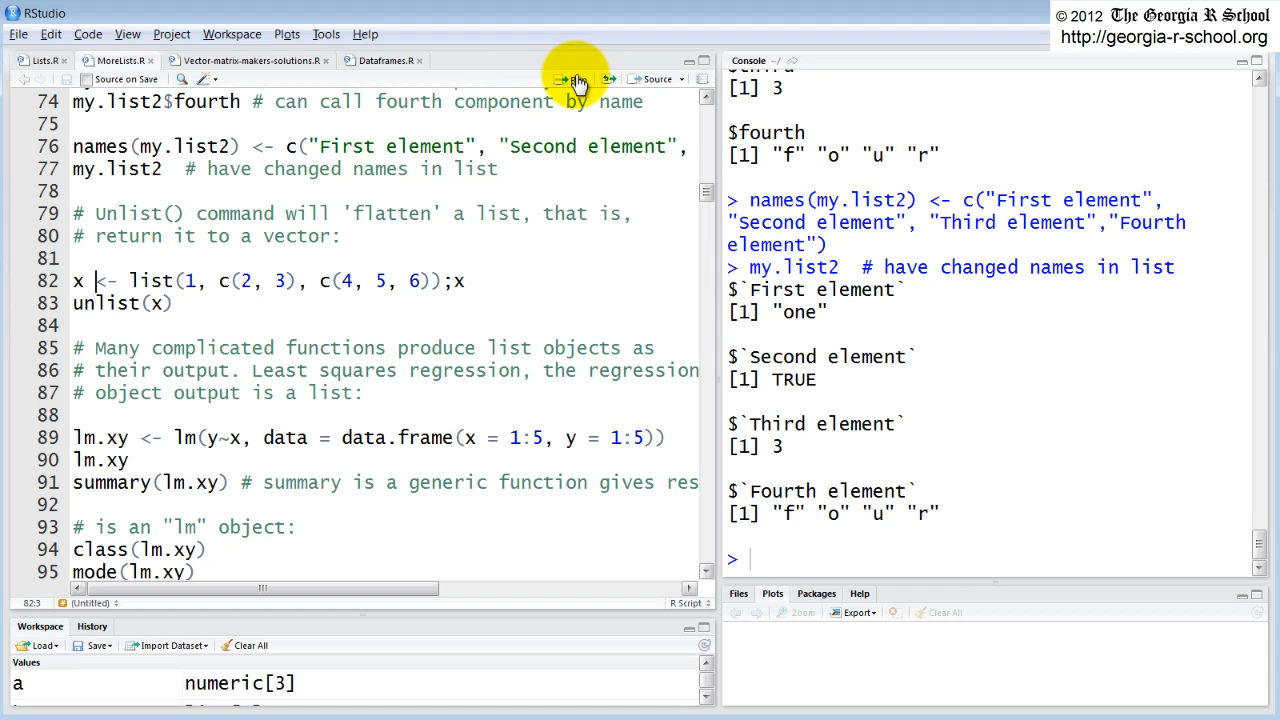 RStudio
© 2012 The Georgia R School
http://georgia-r-school.org
File Edit Code View Project Workspace Plots Tools Help
Lists.R MoreLists.R Vector-matrix-makers-solutions.R Dataframes.R
Source on Save Source
74 my.list2$fourth # can call fourth component by name
75
76 names(my.list2) <- c("First element", "Second element",
77 my.list2 # have changed names in list
78
79 # Unlist() command will 'flatten' a list, that is,
80 # return it to a vector:
81
82 x <- list(1, c(2, 3), c(4, 5, 6));x
83 unlist(x)
84
85 # Many complicated functions produce list objects as
86 # their output. Least squares regression, the regression
87 # object output is a list:
88
89 lm.xy <- lm(y~x, data = data.frame(x = 1:5, y = 1:5))
90 lm.xy
91 summary(lm.xy) # summary is a generic function gives res
92
93 # is an "lm" object:
94 class(lm.xy)
95 mode(lm.xy)
82:3 (Untitled) R Script
Workspace History
Load Save Import Dataset Clear All
Values
a numeric[3]
Console ~/
$third
[1] 3
$fourth
[1] "f" "o" "u" "r"
> names(my.list2) <- c("First element",
"Second element", "Third element","Fourth
element")
> my.list2 # have changed names in list
$`First element`
[1] "one"
$`Second element`
[1] TRUE
$`Third element`
[1] 3
$`Fourth element`
[1] "f" "o" "u" "r"
>
Files Plots Packages Help
Zoom Export Clear All